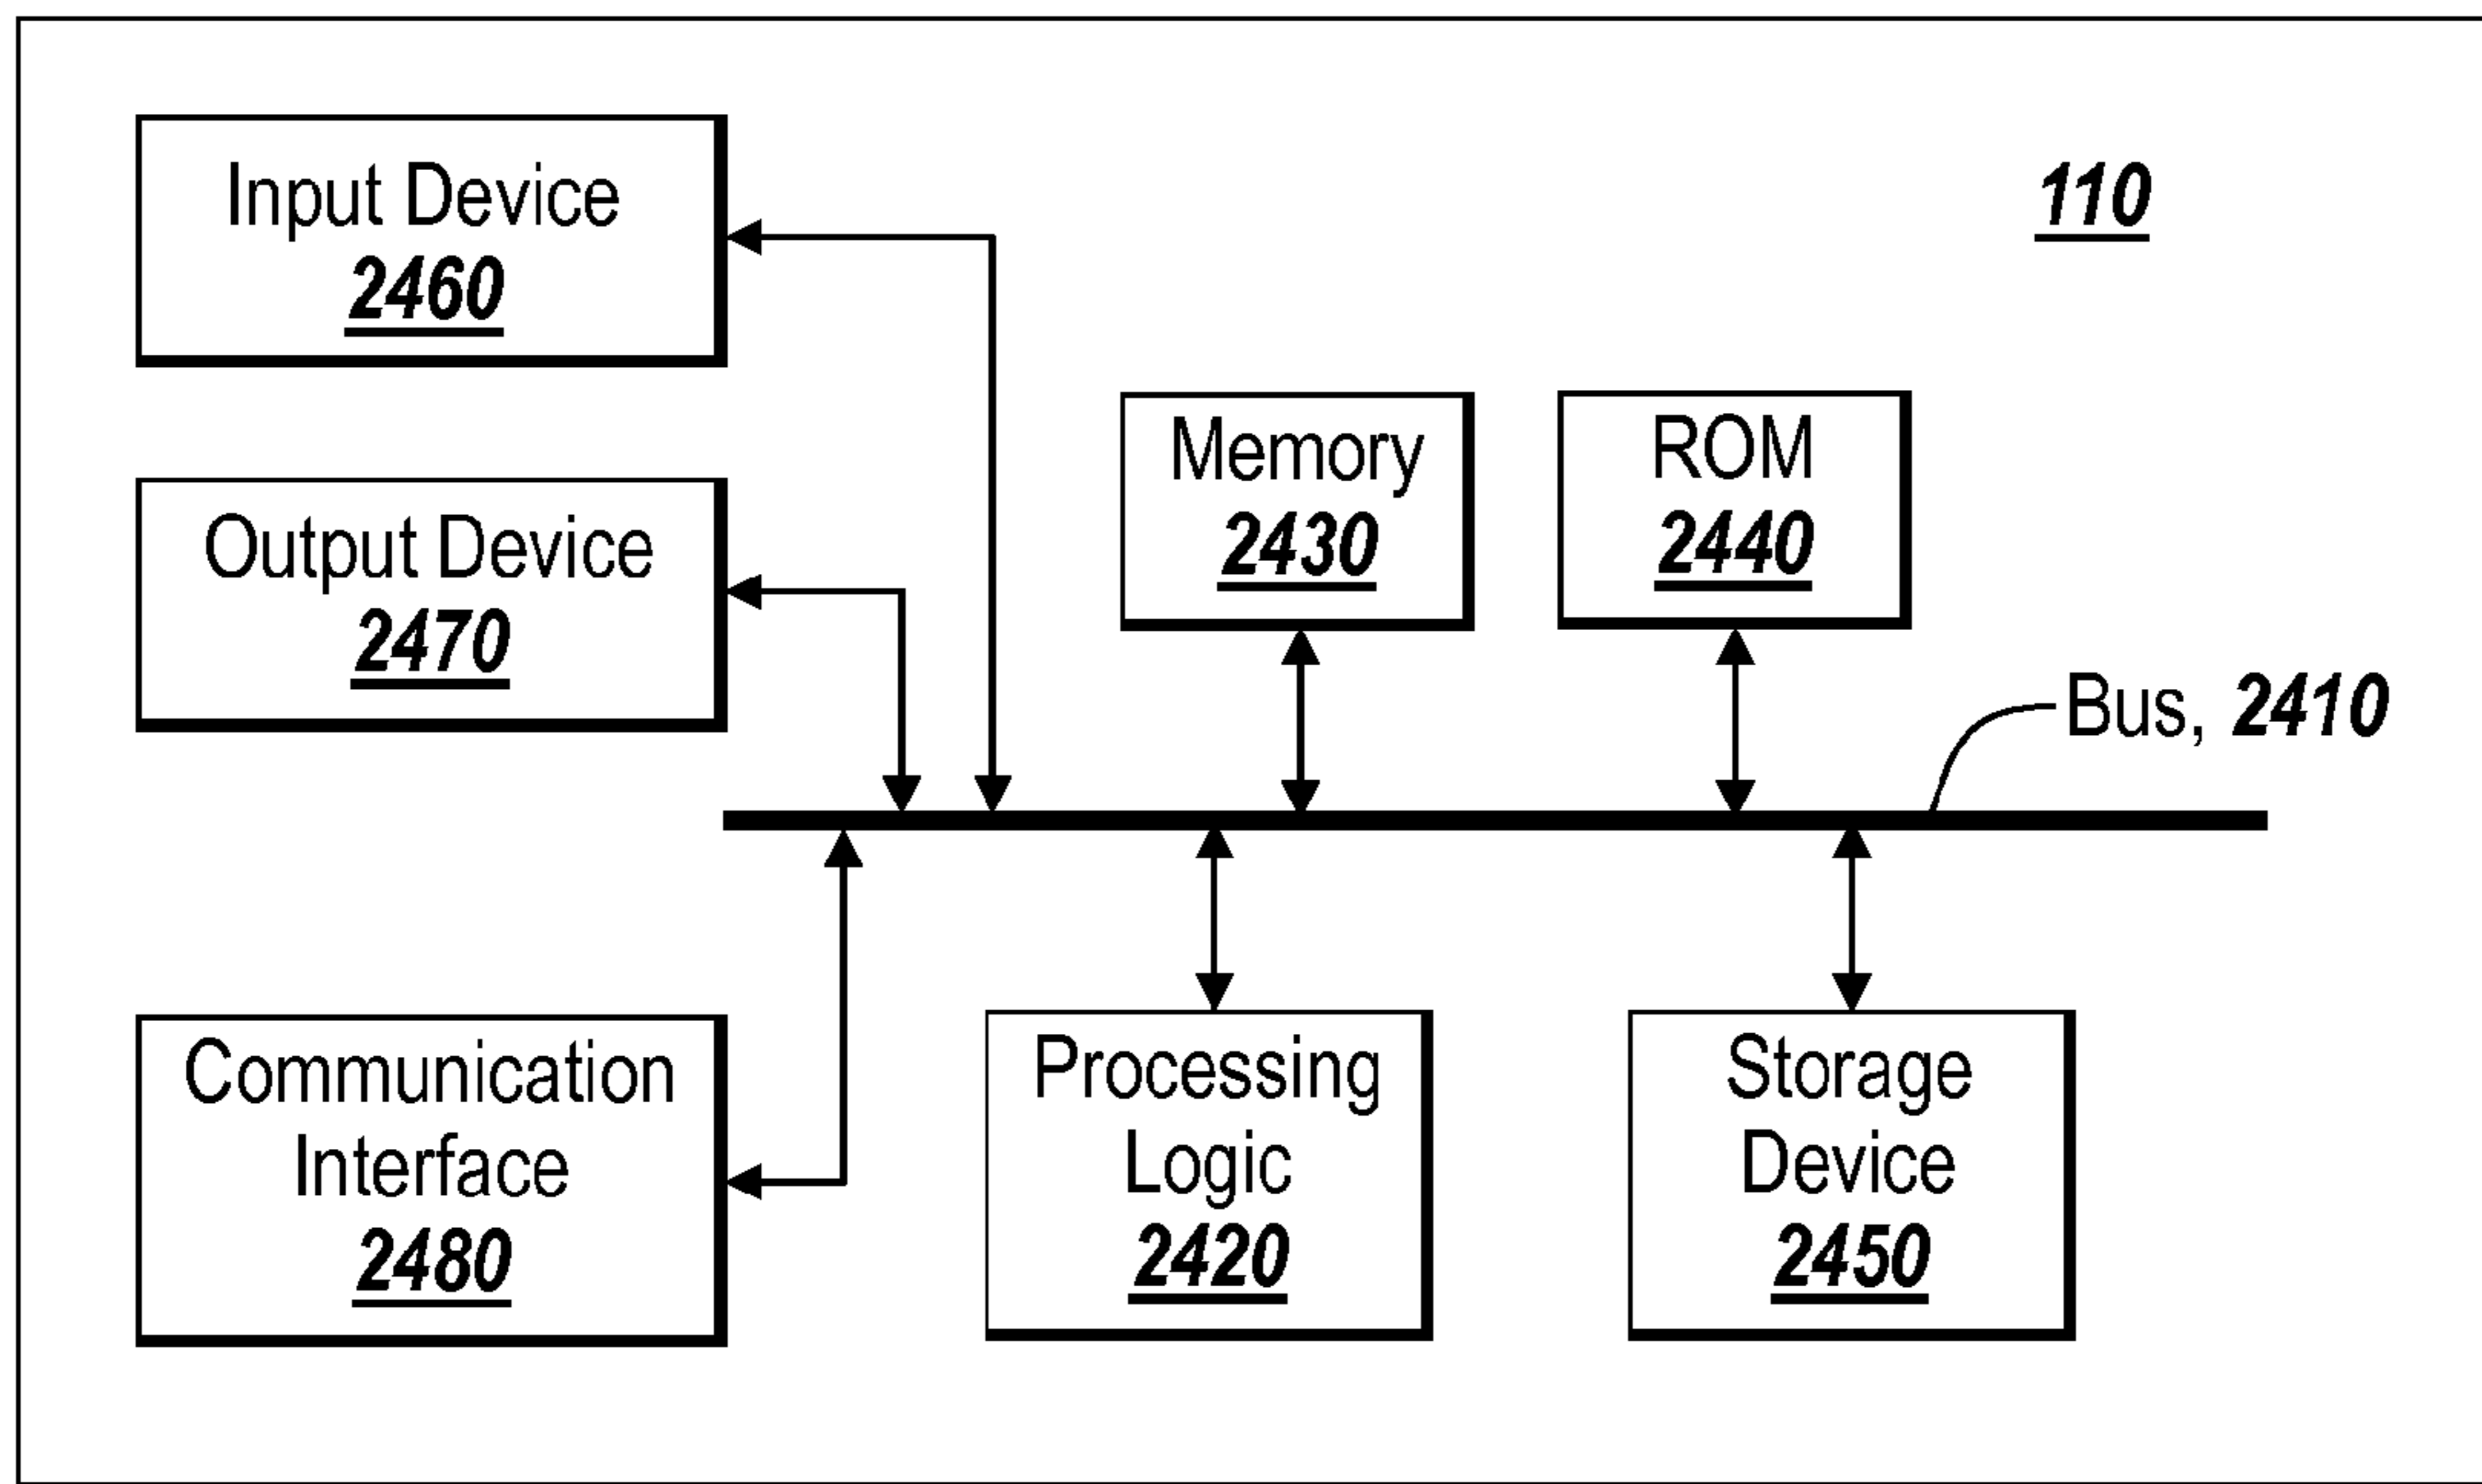 Input Device
2460
110
Memory
2430
ROM
2440
Output Device
2470
Bus, 2410
Communication
Interface
2480
Processing
Logic
2420
Storage
Device
2450